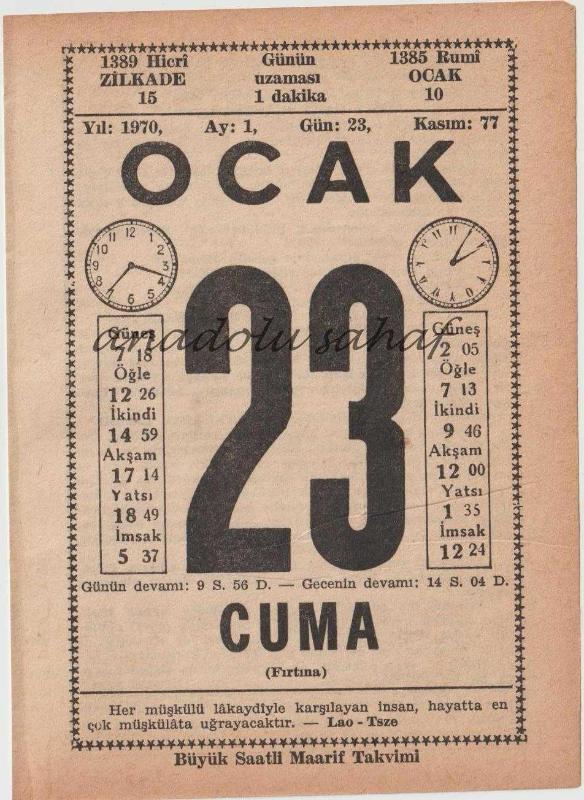 1389 Hicrî
ZİLKADE
15
Günün
uzaması
1 dakika
1385 Rumî
OCAK
10
Yıl: 1970, Ay: 1, Gün: 23, Kasım: 77
OCAK
23
Güneş
7 18
Öğle
12 26
İkindi
14 59
Akşam
17 14
Yatsı
18 49
İmsak
5 37
Güneş
2 05
Öğle
7 13
İkindi
9 46
Akşam
12 00
Yatsı
1 35
İmsak
12 24
anadolu sahaf
Günün devamı: 9 S. 56 D. — Gecenin devamı: 14 S. 04 D.
CUMA
(Fırtına)
Her müşkülü lâkaydîyle karşılayan insan, hayatta en
çok müşkülâta uğrayacaktır. — Lao - Tsze
Büyük Saatli Maarif Takvimi